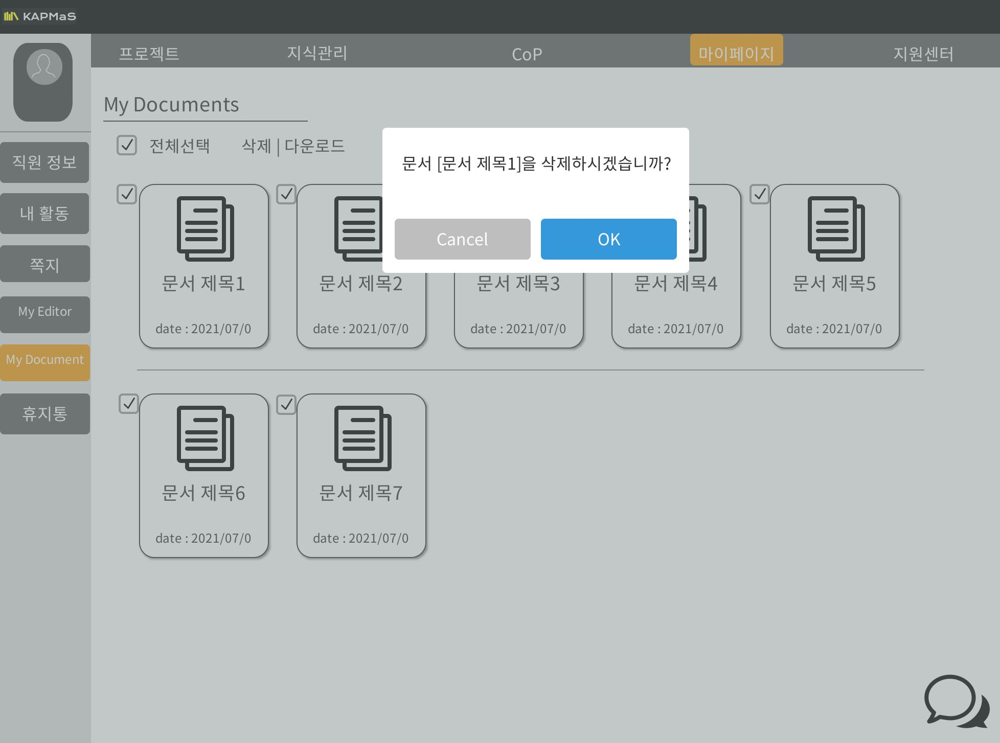 KAPMaS
프로젝트
지식관리
CoP
마이페이지
지원센터
직원 정보
내 활동
쪽지
My Editor
My Document
휴지통
My Documents
전체선택
삭제 | 다운로드
문서 [문서 제목1]을 삭제하시겠습니까?
Cancel
OK
문서 제목1
date : 2021/07/0
문서 제목2
date : 2021/07/0
문서 제목3
date : 2021/07/0
문서 제목4
date : 2021/07/0
문서 제목5
date : 2021/07/0
문서 제목6
date : 2021/07/0
문서 제목7
date : 2021/07/0